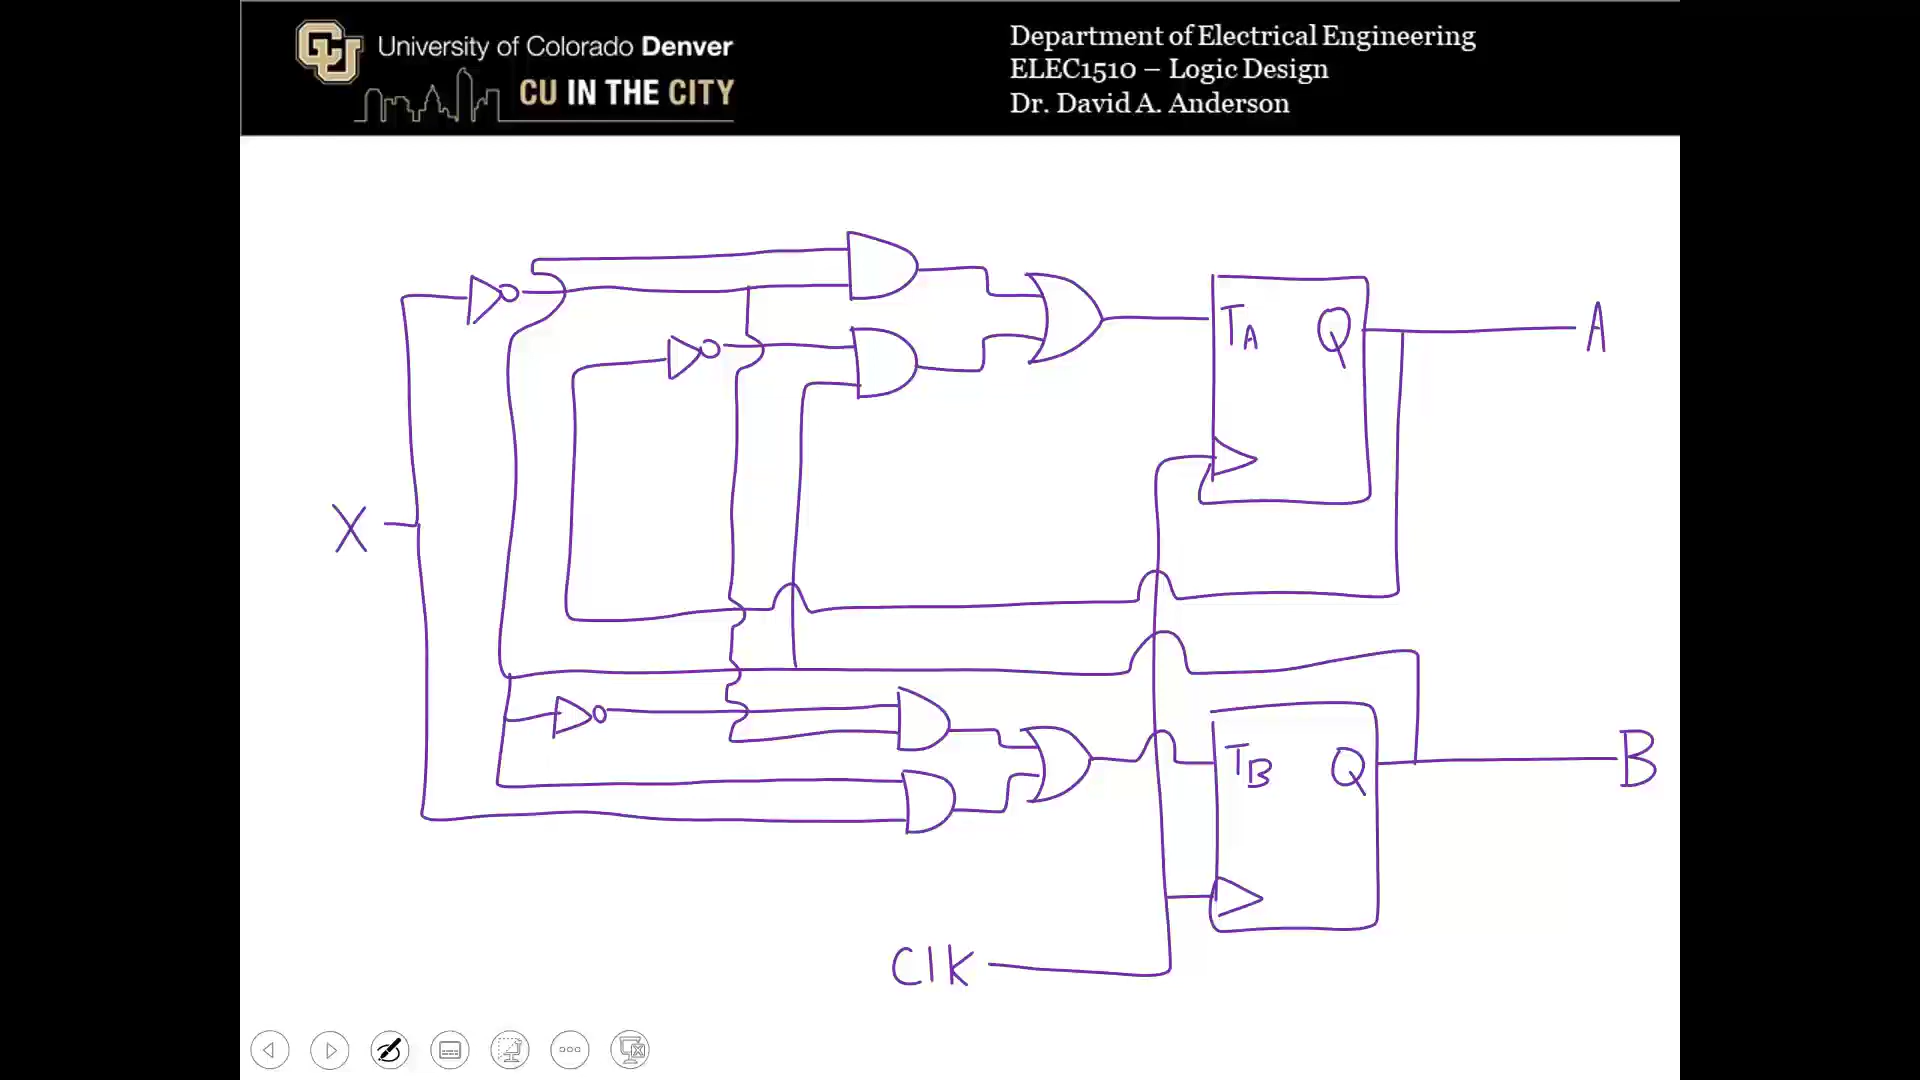 University of Colorado Denver
CU IN THE CITY
Department of Electrical Engineering
ELEC1510 – Logic Design
Dr. David A. Anderson
TA Q A
X
TB Q B
Clk